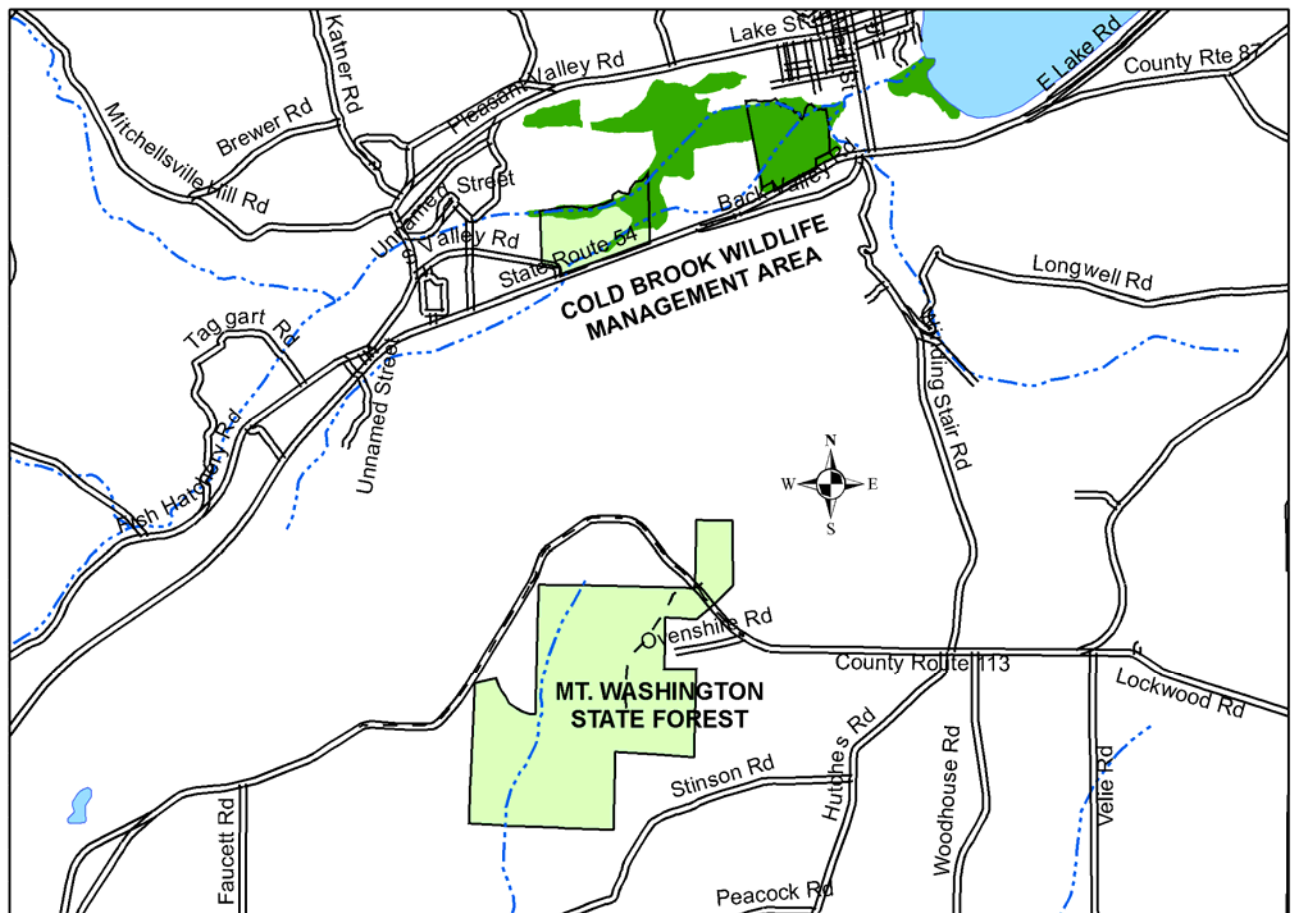 Katner Rd
Lake St
E Lake Rd
County Rte 87
Pleasant Valley Rd
Brewer Rd
Mitchellsville Hill Rd
Unnamed Street
Back Valley Rd
S Valley Rd
State Route 54
COLD BROOK WILDLIFE
MANAGEMENT AREA
Longwell Rd
Tag gart Rd
Unnamed Street
Winding Stair Rd
Fish Hatchery Rd
N
W E
S
Ovenshire Rd
County Route 113
MT. WASHINGTON
STATE FOREST
Lockwood Rd
Stinson Rd
Hutches Rd
Woodhouse Rd
Velie Rd
Faucett Rd
Peacock Rd